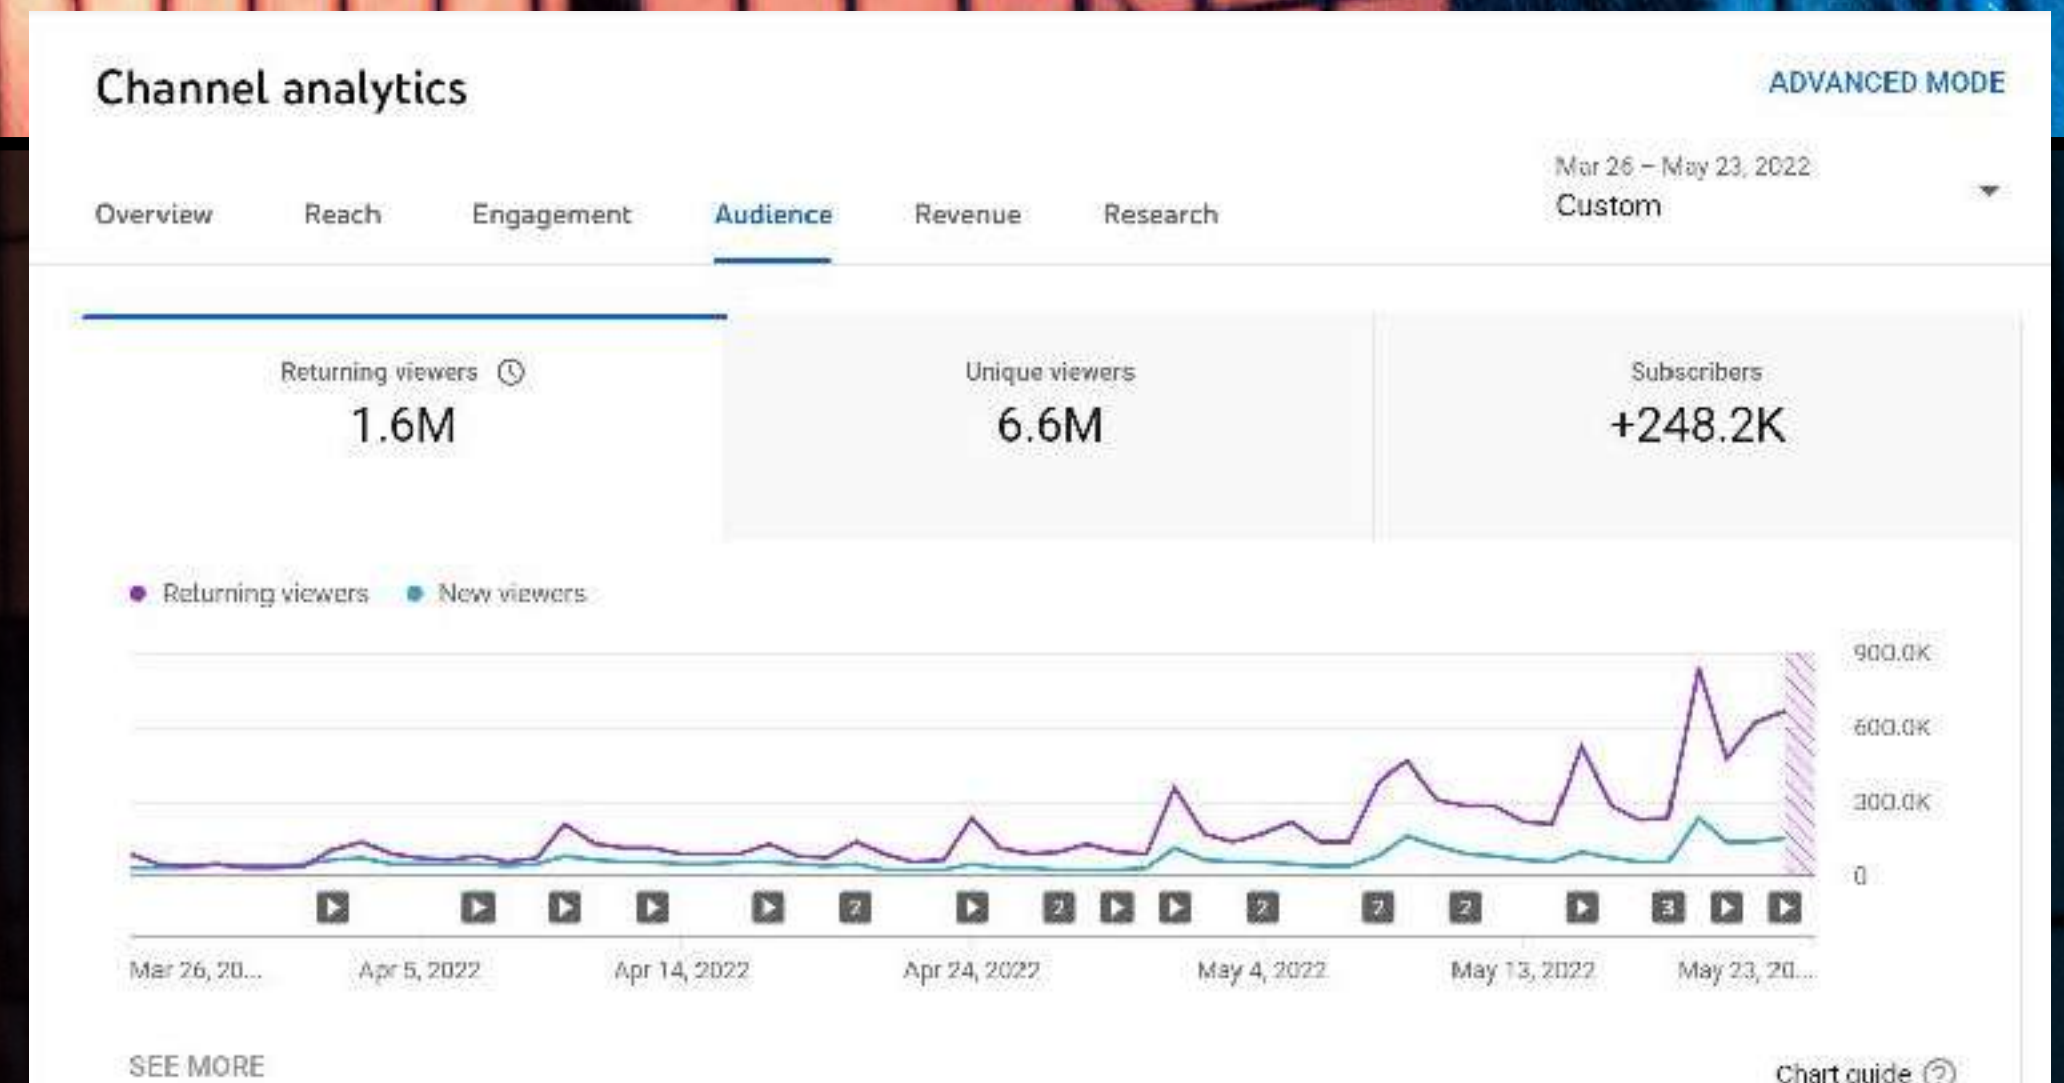 Channel analytics
ADVANCED MODE
Mar 26 – May 23, 2022
Custom
Overview Reach Engagement Audience Revenue Research
Returning viewers
1.6M
Unique viewers
6.6M
Subscribers
+248.2K
Returning viewers New viewers
900.0K
600.0K
300.0K
0
2 2 2 2 2 3
Mar 26, 20... Apr 5, 2022 Apr 14, 2022 Apr 24, 2022 May 4, 2022 May 13, 2022 May 23, 20...
SEE MORE
Chart guide